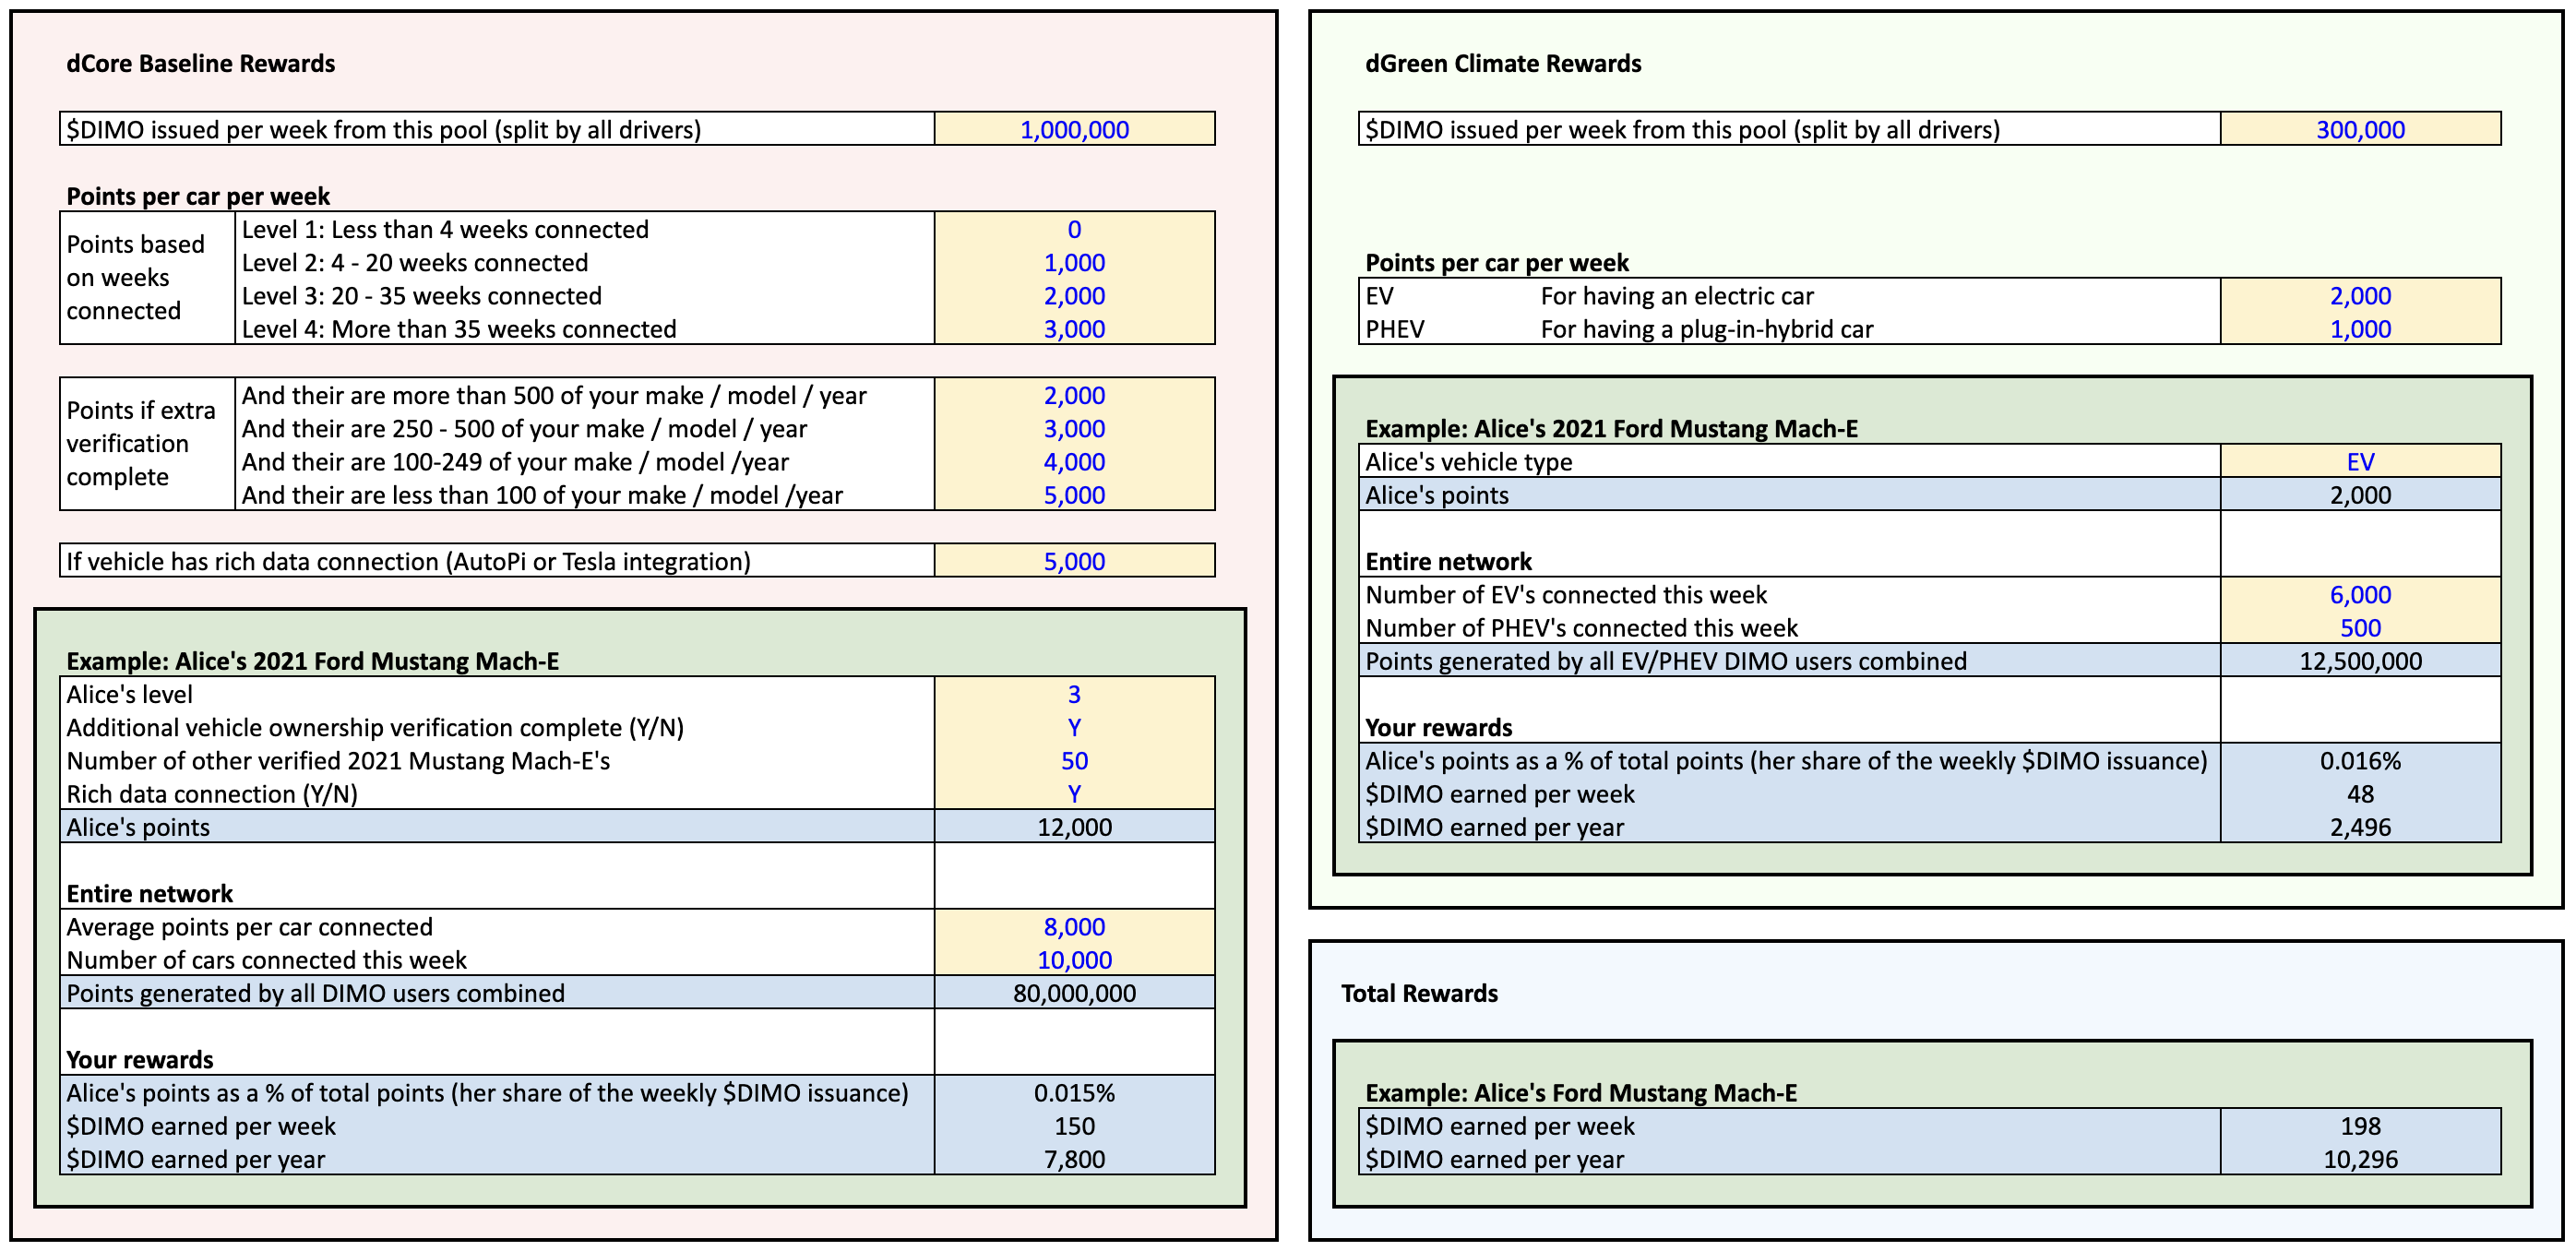 dCore Baseline Rewards
$DIMO issued per week from this pool (split by all drivers) 1,000,000
Points per car per week
Points based on weeks connected
Level 1: Less than 4 weeks connected 0
Level 2: 4 - 20 weeks connected 1,000
Level 3: 20 - 35 weeks connected 2,000
Level 4: More than 35 weeks connected 3,000
Points if extra verification complete
And their are more than 500 of your make / model / year 2,000
And their are 250 - 500 of your make / model / year 3,000
And their are 100-249 of your make / model /year 4,000
And their are less than 100 of your make / model /year 5,000
If vehicle has rich data connection (AutoPi or Tesla integration) 5,000
Example: Alice's 2021 Ford Mustang Mach-E
Alice's level 3
Additional vehicle ownership verification complete (Y/N) Y
Number of other verified 2021 Mustang Mach-E's 50
Rich data connection (Y/N) Y
Alice's points 12,000
Entire network
Average points per car connected 8,000
Number of cars connected this week 10,000
Points generated by all DIMO users combined 80,000,000
Your rewards
Alice's points as a % of total points (her share of the weekly $DIMO issuance) 0.015%
$DIMO earned per week 150
$DIMO earned per year 7,800
dGreen Climate Rewards
$DIMO issued per week from this pool (split by all drivers) 300,000
Points per car per week
EV For having an electric car 2,000
PHEV For having a plug-in-hybrid car 1,000
Example: Alice's 2021 Ford Mustang Mach-E
Alice's vehicle type EV
Alice's points 2,000
Entire network
Number of EV's connected this week 6,000
Number of PHEV's connected this week 500
Points generated by all EV/PHEV DIMO users combined 12,500,000
Your rewards
Alice's points as a % of total points (her share of the weekly $DIMO issuance) 0.016%
$DIMO earned per week 48
$DIMO earned per year 2,496
Total Rewards
Example: Alice's Ford Mustang Mach-E
$DIMO earned per week 198
$DIMO earned per year 10,296